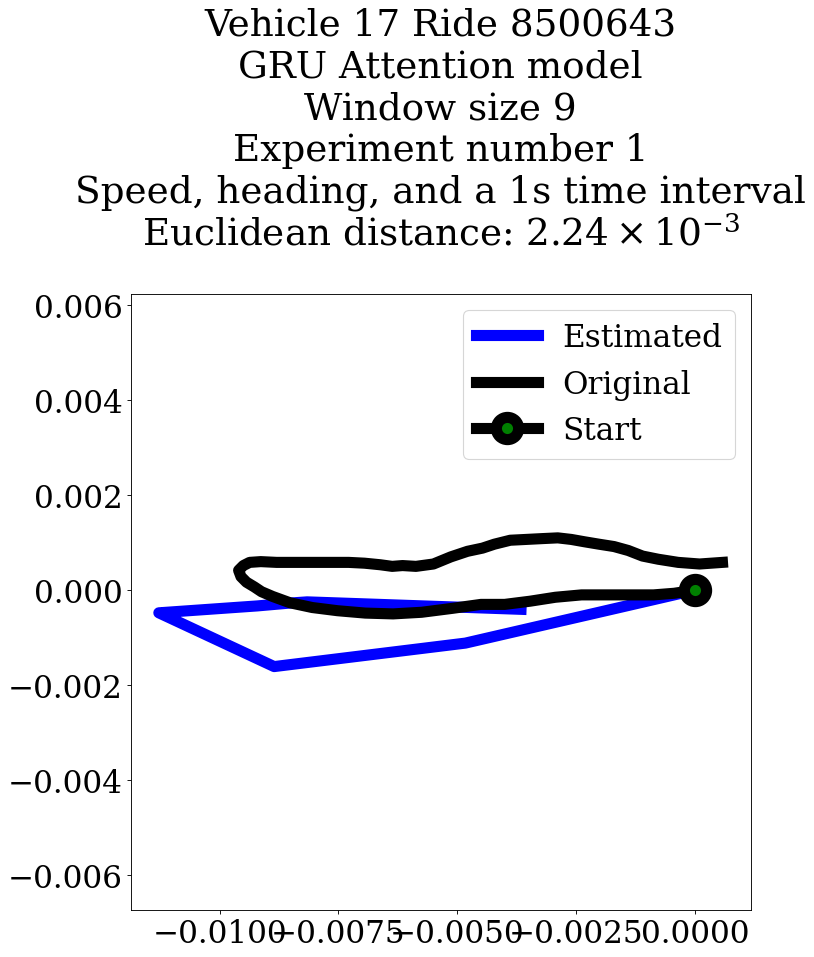 Vehicle 17 Ride 8500643
GRU Attention model
Window size 9
Experiment number 1
Speed, heading, and a 1s time interval
Euclidean distance: 2.24 × 10⁻³
Estimated
Original
Start
0.006
0.004
0.002
0.000
−0.002
−0.004
−0.006
−0.0100 −0.0075 −0.0050 −0.0025 0.0000